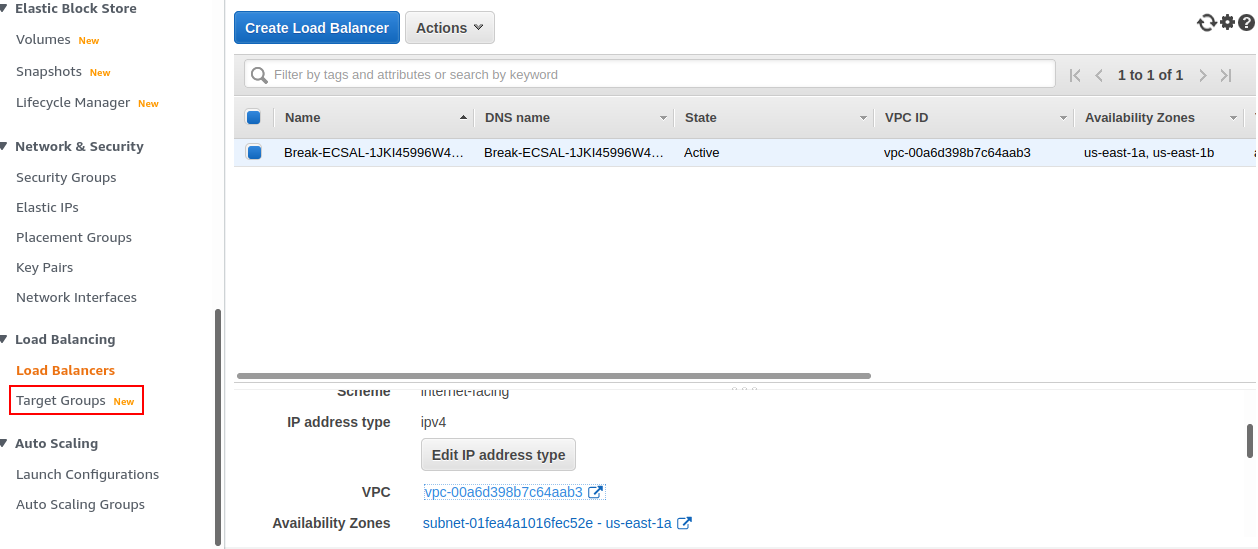 Elastic Block Store
Volumes New
Snapshots New
Lifecycle Manager New
Network & Security
Security Groups
Elastic IPs
Placement Groups
Key Pairs
Network Interfaces
Load Balancing
Load Balancers
Target Groups New
Auto Scaling
Launch Configurations
Auto Scaling Groups
Create Load Balancer Actions
Filter by tags and attributes or search by keyword 1 to 1 of 1
Name DNS name State VPC ID Availability Zones
Break-ECSAL-1JKI45996W4… Break-ECSAL-1JKI45996W4… Active vpc-00a6d398b7c64aab3 us-east-1a, us-east-1b
Scheme internet-facing
IP address type ipv4
Edit IP address type
VPC vpc-00a6d398b7c64aab3
Availability Zones subnet-01fea4a1016fec52e - us-east-1a